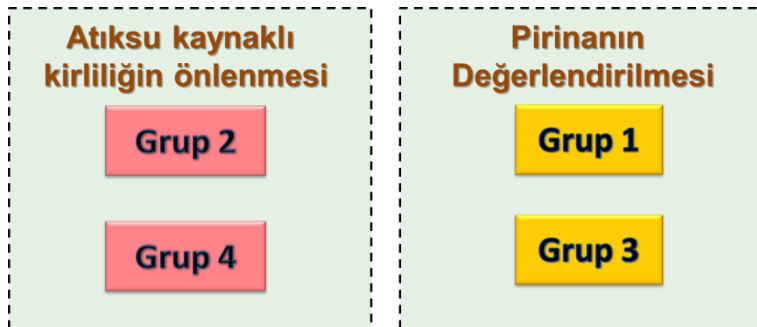 Atıksu kaynaklı
kirliliğin önlenmesi
Grup 2
Grup 4
Pirinanın
Değerlendirilmesi
Grup 1
Grup 3